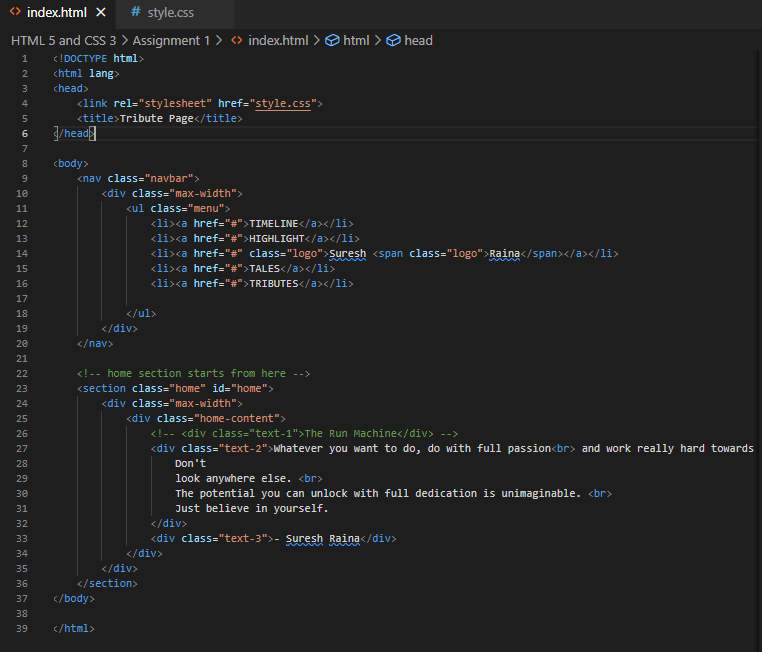 index.html style.css
HTML 5 and CSS 3 > Assignment 1 > index.html > html > head
1 <!DOCTYPE html>
2 <html lang>
3 <head>
4 <link rel="stylesheet" href="style.css">
5 <title>Tribute Page</title>
6 </head>
7
8 <body>
9 <nav class="navbar">
10 <div class="max-width">
11 <ul class="menu">
12 <li><a href="#">TIMELINE</a></li>
13 <li><a href="#">HIGHLIGHT</a></li>
14 <li><a href="#" class="logo">Suresh <span class="logo">Raina</span></a></li>
15 <li><a href="#">TALES</a></li>
16 <li><a href="#">TRIBUTES</a></li>
17
18 </ul>
19 </div>
20 </nav>
21
22 <!-- home section starts from here -->
23 <section class="home" id="home">
24 <div class="max-width">
25 <div class="home-content">
26 <!-- <div class="text-1">The Run Machine</div> -->
27 <div class="text-2">Whatever you want to do, do with full passion<br> and work really hard towards
28 Don't
29 look anywhere else. <br>
30 The potential you can unlock with full dedication is unimaginable. <br>
31 Just believe in yourself.
32 </div>
33 <div class="text-3">- Suresh Raina</div>
34 </div>
35 </div>
36 </section>
37 </body>
38
39 </html>